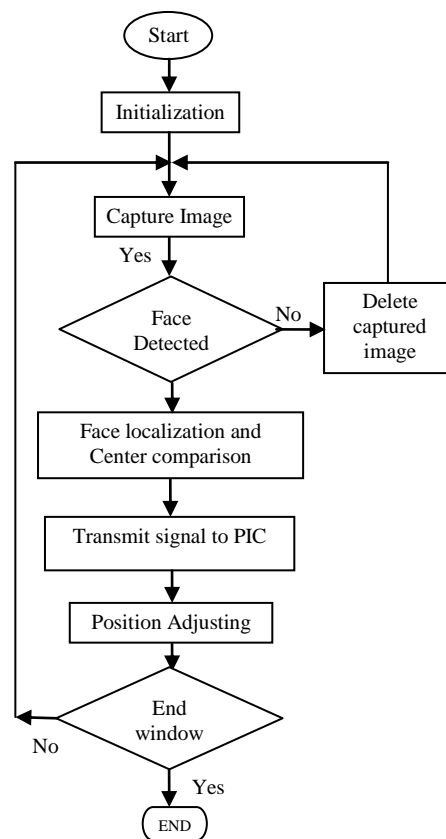 Start
Initialization
Capture Image
Yes
Face
Detected
No
Delete
captured
image
Face localization and
Center comparison
Transmit signal to PIC
Position Adjusting
End
window
No
Yes
END